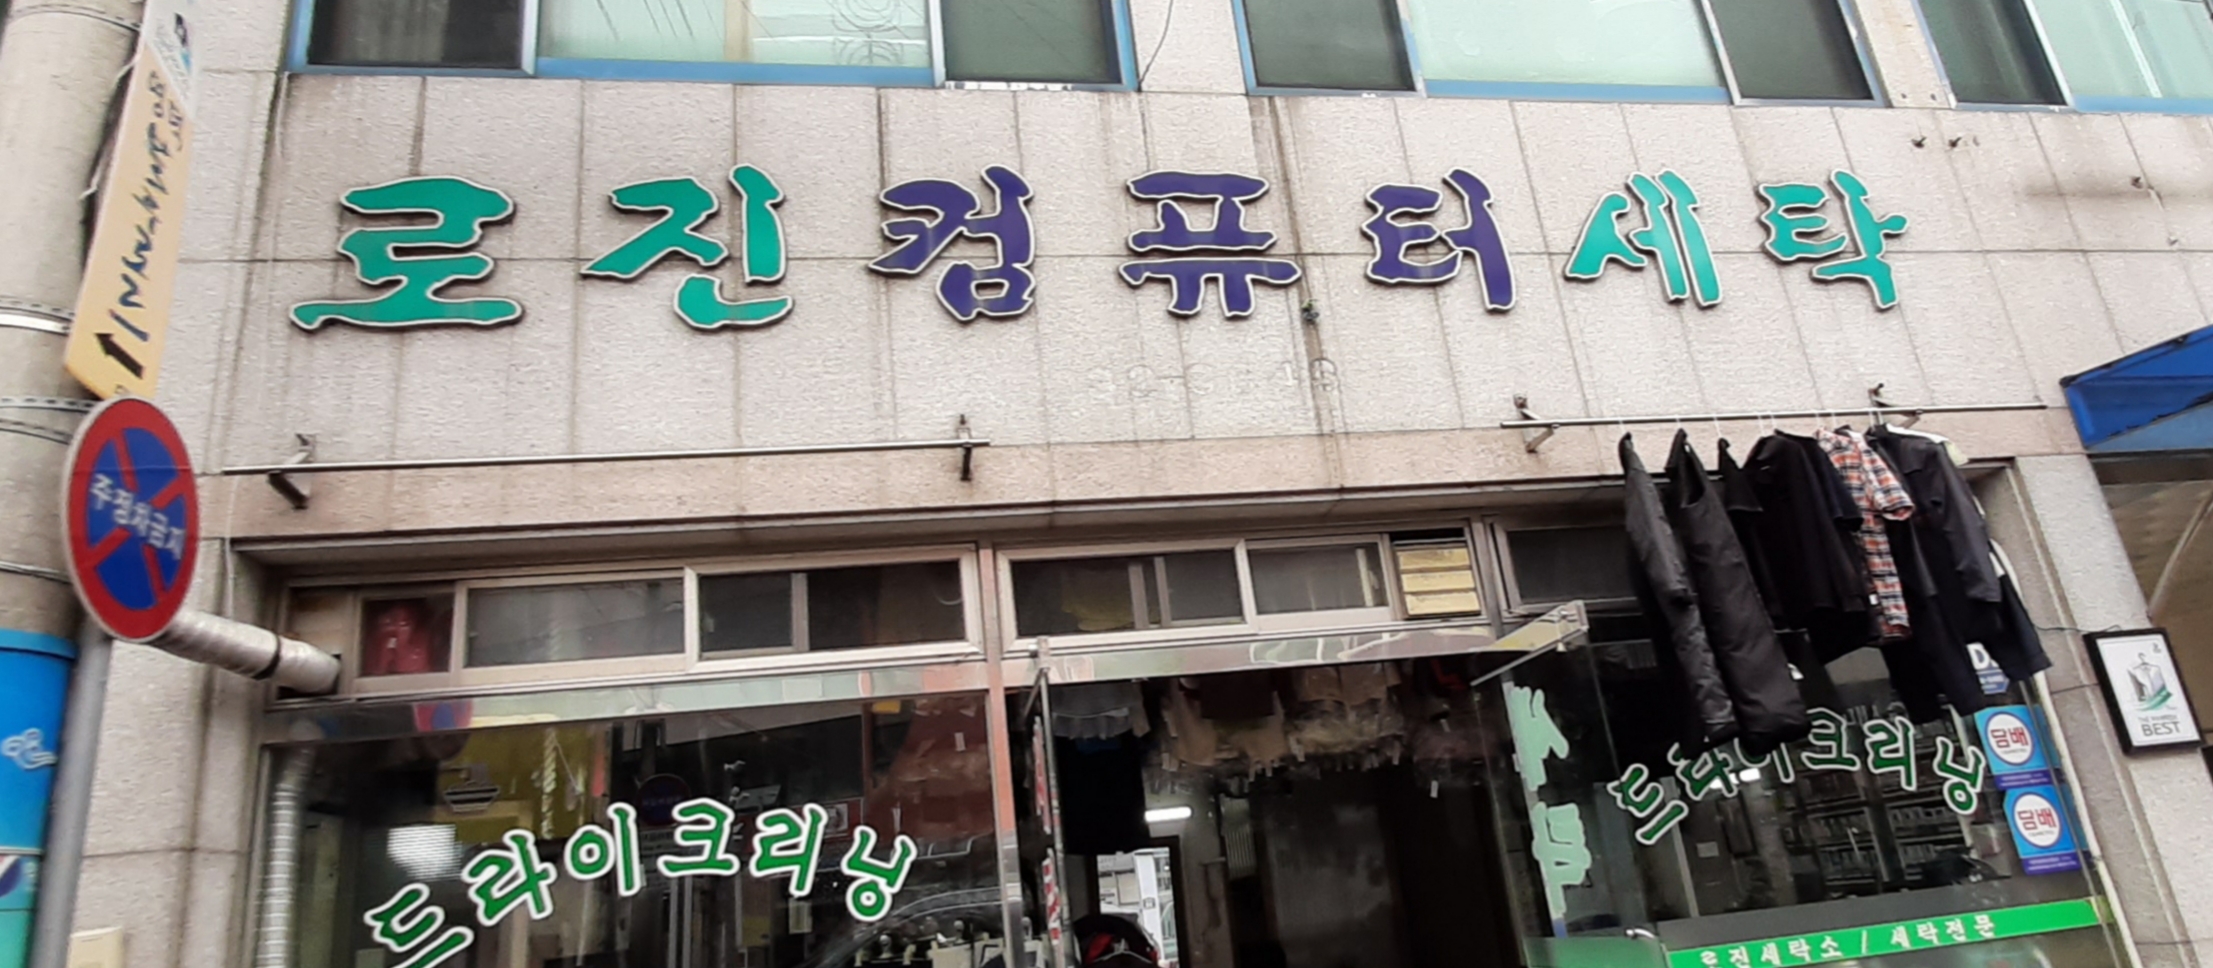 로진컴퓨터세탁
주정차금지
드라이크리닝
드라이크리닝
담배
담배
BEST
로진세탁소 / 세탁전문